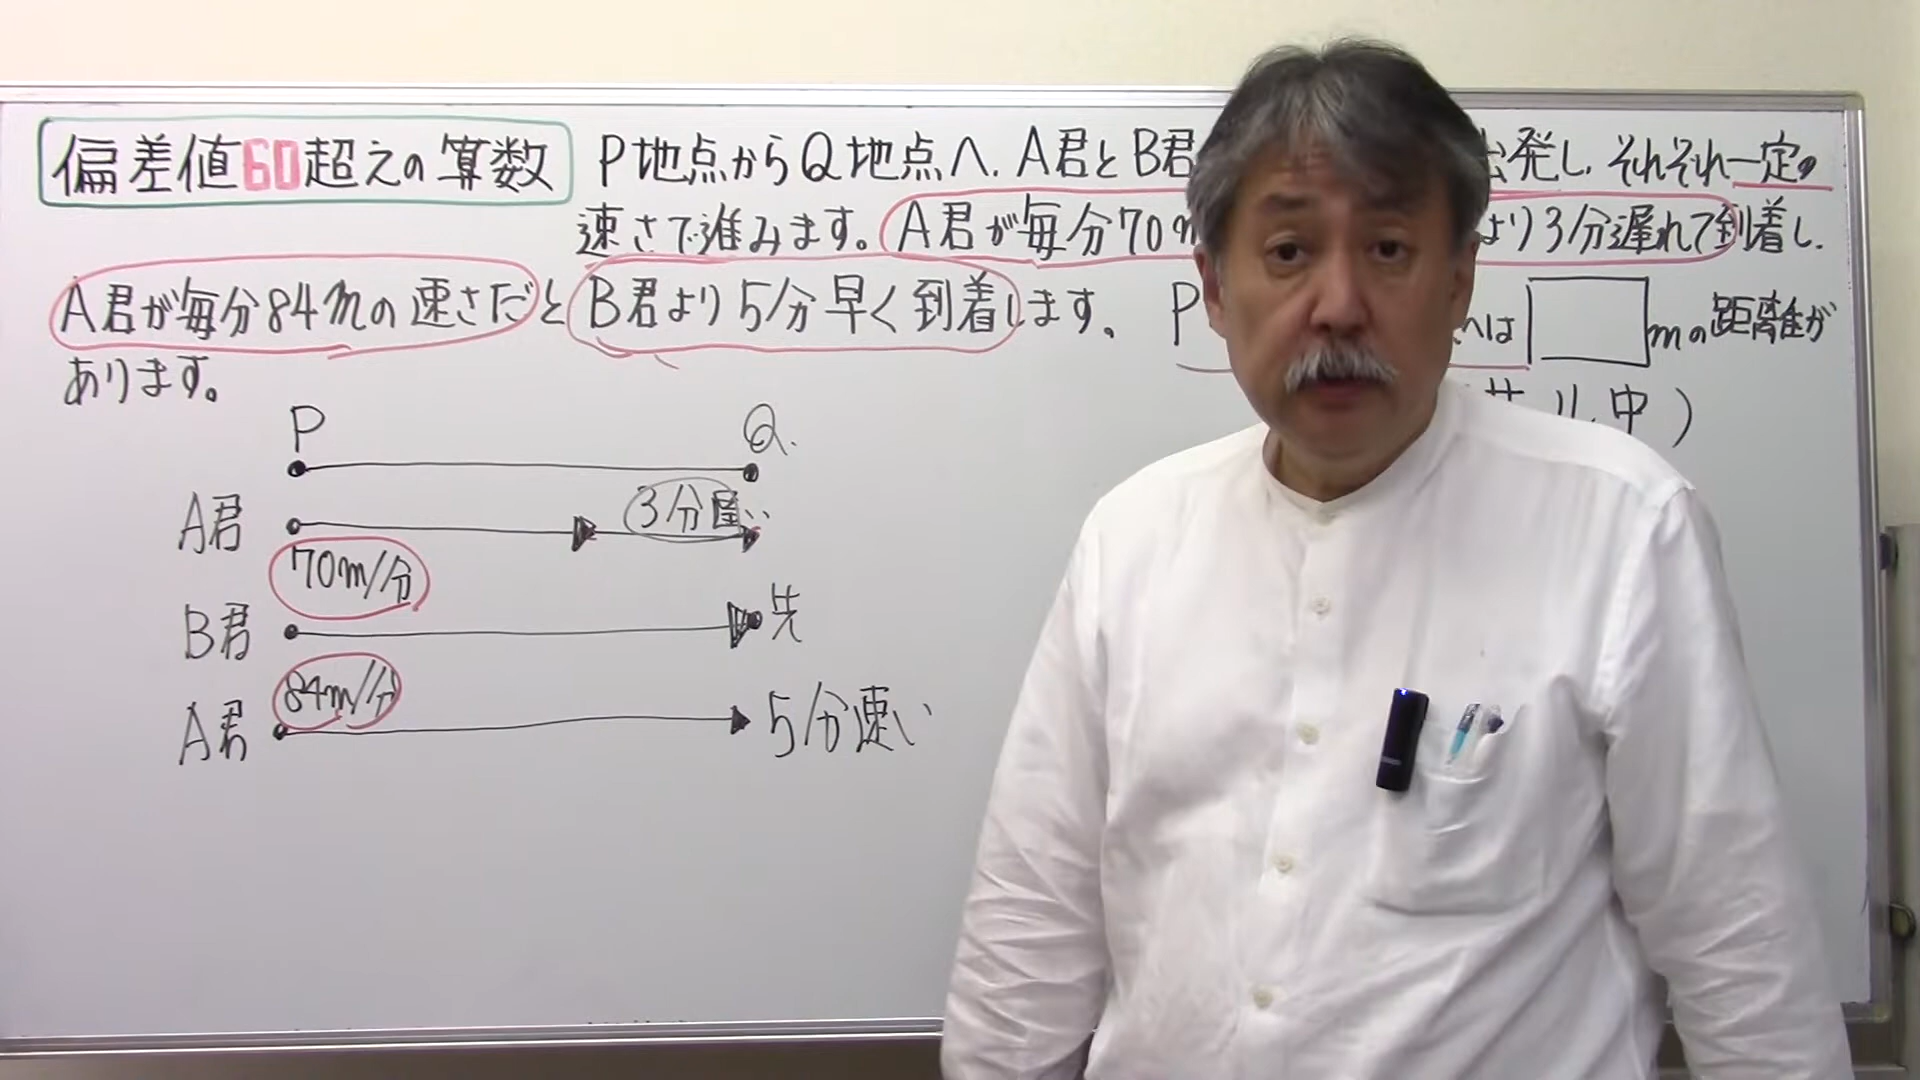 偏差値60超えの算数
P地点からQ地点へ、A君とB君 発し、それぞれ一定の
速さで進みます。A君が毎分70m より3分遅れて到着し、
A君が毎分84mの速さだとB君より5分早く到着します。P へは mの距離が
あります。
中)
P Q
A君 3分遅い
70m/分
B君 先
84m/分
A君 5分速い